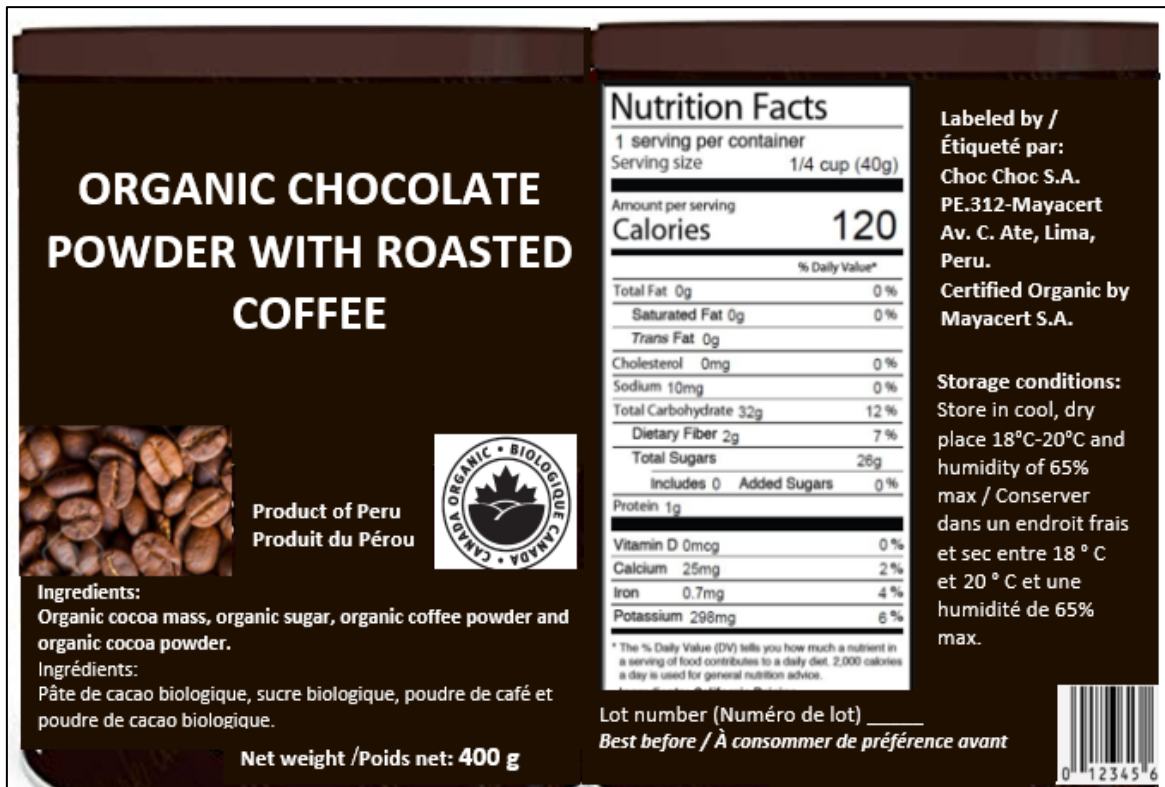 ORGANIC CHOCOLATE
POWDER WITH ROASTED
COFFEE
Product of Peru
Produit du Pérou
CANADA ORGANIC • BIOLOGIQUE CANADA •
Ingredients:
Organic cocoa mass, organic sugar, organic coffee powder and
organic cocoa powder.
Ingrédients:
Pâte de cacao biologique, sucre biologique, poudre de café et
poudre de cacao biologique.
Net weight /Poids net: 400 g
Nutrition Facts
1 serving per container
Serving size 1/4 cup (40g)
Amount per serving
Calories 120
% Daily Value*
Total Fat 0g 0 %
Saturated Fat 0g 0 %
Trans Fat 0g
Cholesterol 0mg 0 %
Sodium 10mg 0 %
Total Carbohydrate 32g 12 %
Dietary Fiber 2g 7 %
Total Sugars 26g
Includes 0 Added Sugars 0 %
Protein 1g
Vitamin D 0mcg 0 %
Calcium 25mg 2 %
Iron 0.7mg 4 %
Potassium 298mg 6 %
* The % Daily Value (DV) tells you how much a nutrient in
a serving of food contributes to a daily diet. 2,000 calories
a day is used for general nutrition advice.
Lot number (Numéro de lot) _____
Best before / À consommer de préférence avant
Labeled by /
Étiqueté par:
Choc Choc S.A.
PE.312-Mayacert
Av. C. Ate, Lima,
Peru.
Certified Organic by
Mayacert S.A.
Storage conditions:
Store in cool, dry
place 18°C-20°C and
humidity of 65%
max / Conserver
dans un endroit frais
et sec entre 18 ° C
et 20 ° C et une
humidité de 65%
max.
0 12345 6